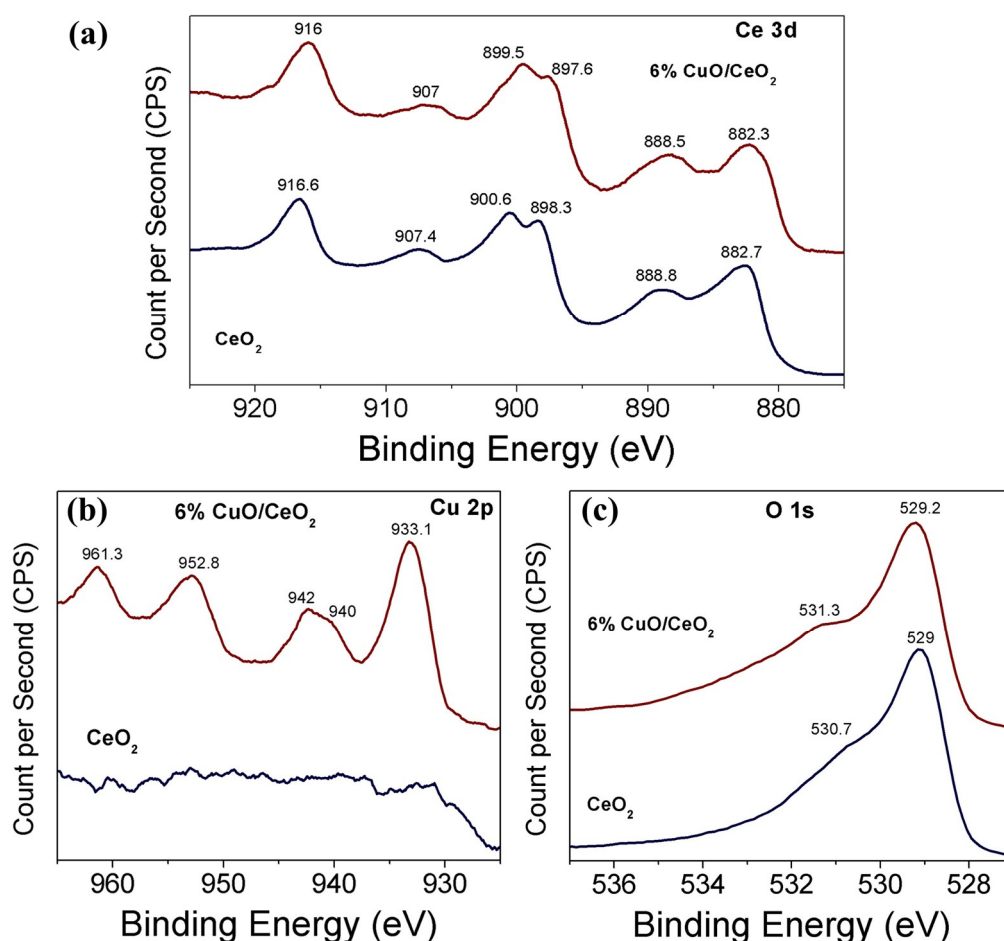 (a)
Ce 3d
916
907
899.5
897.6
6% CuO/CeO₂
888.5
882.3
916.6
907.4
900.6
898.3
888.8
882.7
CeO₂
Count per Second (CPS)
920 910 900 890 880
Binding Energy (eV)
(b)
6% CuO/CeO₂
Cu 2p
961.3
952.8
942
940
933.1
CeO₂
Count per Second (CPS)
960 950 940 930
Binding Energy (eV)
(c)
O 1s
529.2
531.3
6% CuO/CeO₂
529
530.7
CeO₂
Count per Second (CPS)
536 534 532 530 528
Binding Energy (eV)